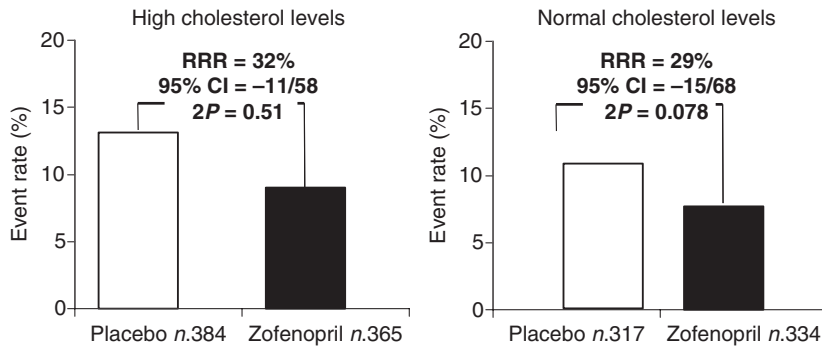 High cholesterol levels
20
15
10
5
0
Event rate (%)
RRR = 32%
95% CI = –11/58
2P = 0.51
Placebo n.384 Zofenopril n.365
Normal cholesterol levels
20
15
10
5
0
Event rate (%)
RRR = 29%
95% CI = –15/68
2P = 0.078
Placebo n.317 Zofenopril n.334